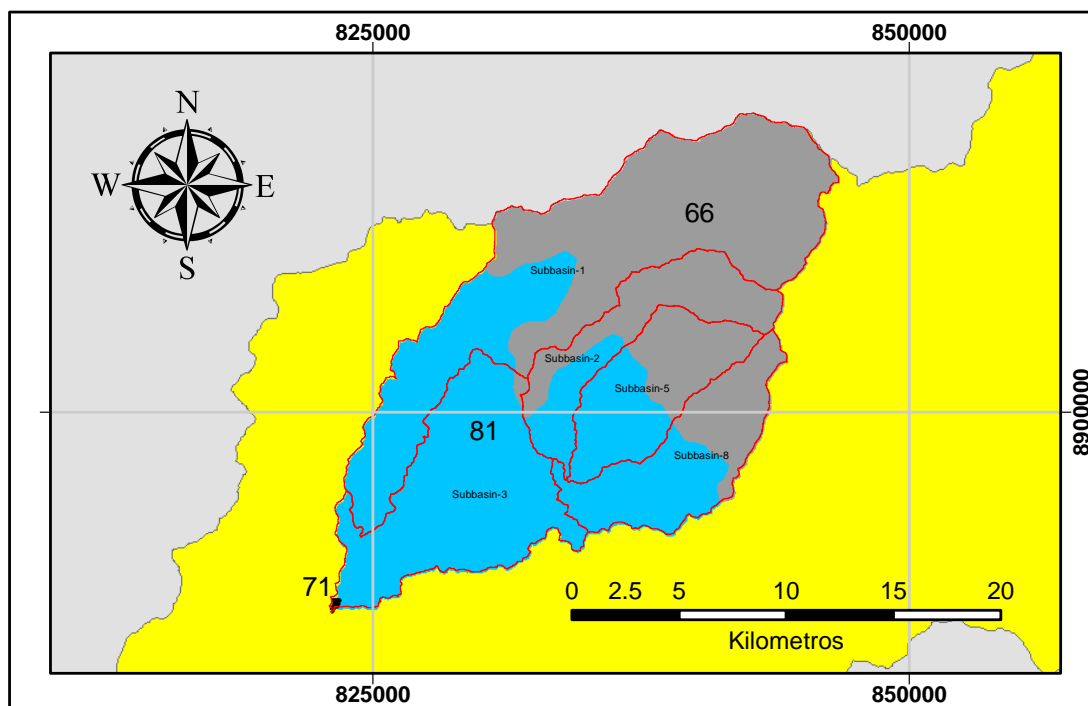 825000 850000
N
W E
S
66
Subbasin-1
Subbasin-2
Subbasin-5
8900000
81
Subbasin-8
Subbasin-3
71
0 2.5 5 10 15 20
Kilometros
825000 850000